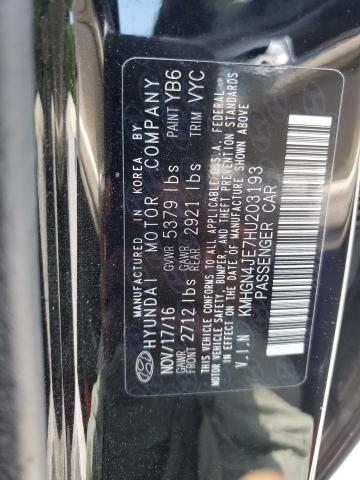 MANUFACTURED IN KOREA BY
HYUNDAI MOTOR COMPANY
NOV/17/16 GVWR 5379 lbs PAINT YB6
GAWR 2712 lbs GAWR REAR 2921 lbs TRIM VYC
THIS VEHICLE CONFORMS TO ALL APPLICABLE U.S.A. FEDERAL
MOTOR VEHICLE SAFETY, BUMPER, AND THEFT PREVENTION STANDARDS
IN EFFECT ON THE DATE OF MANUFACTURE SHOWN ABOVE
V.I.N KMHGN4JE7HU203193
PASSENGER CAR